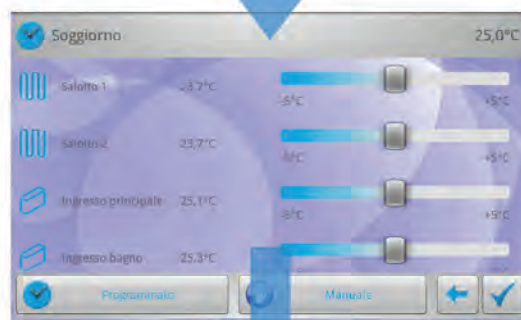 Soggiorno 25,0°C
Salotto 1 23,7°C
-5°C +5°C
Salotto 2 23,7°C
-5°C +5°C
Ingresso principale 25,1°C
-5°C +5°C
Ingresso bagno 25,3°C
Programmato Manuale